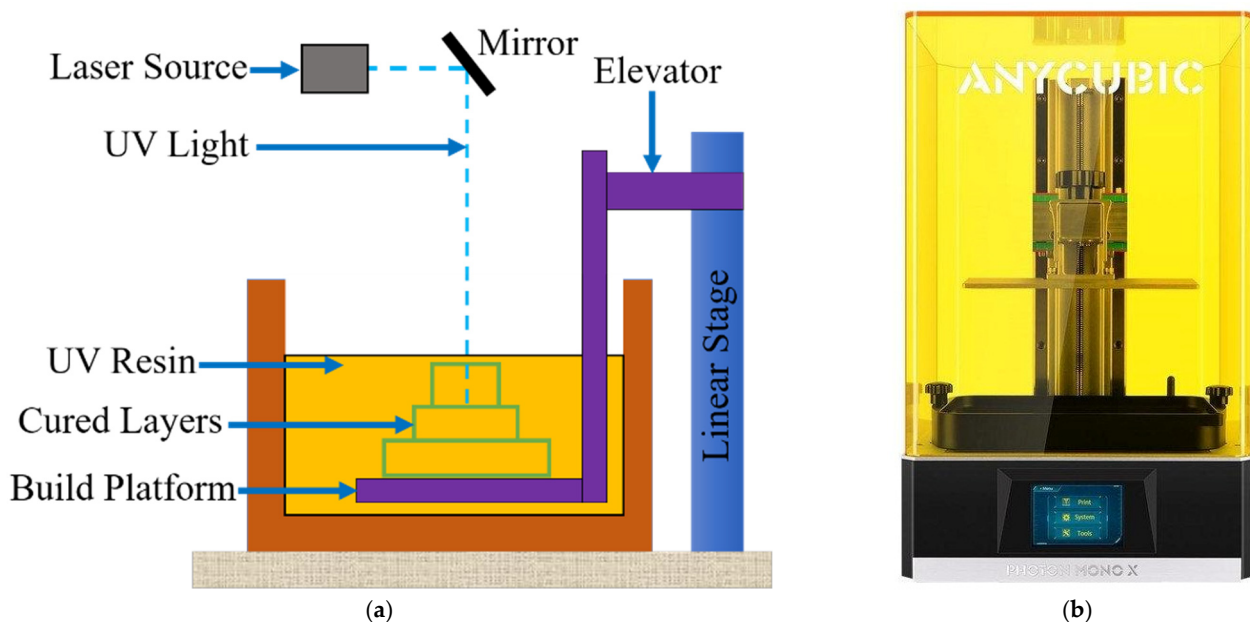 Laser Source
Mirror
Elevator
UV Light
UV Resin
Cured Layers
Build Platform
Linear Stage
(a)
ANYCUBIC
Menu
Print
System
Tools
PHOTON MONO X
(b)